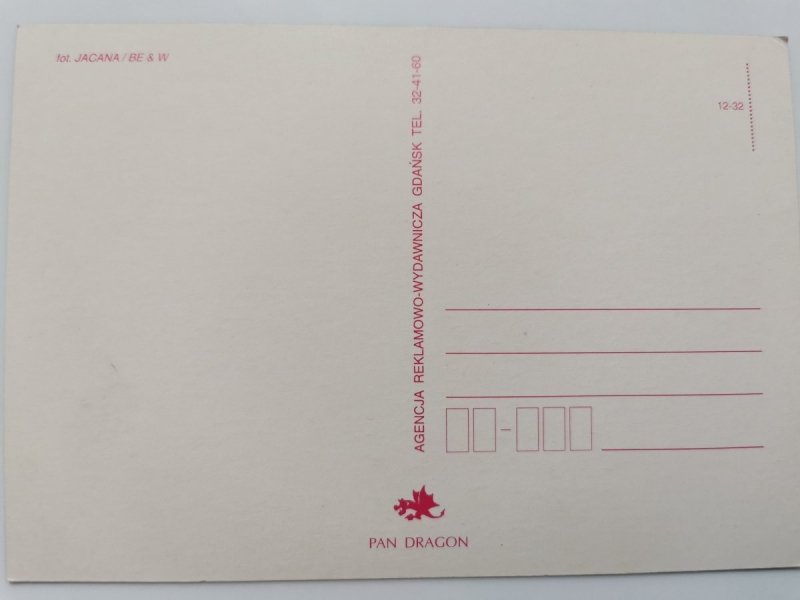 fot. JACANA / BE & W
AGENCJA REKLAMOWO-WYDAWNICZA GDAŃSK TEL. 32-41-60
12-32
PAN DRAGON